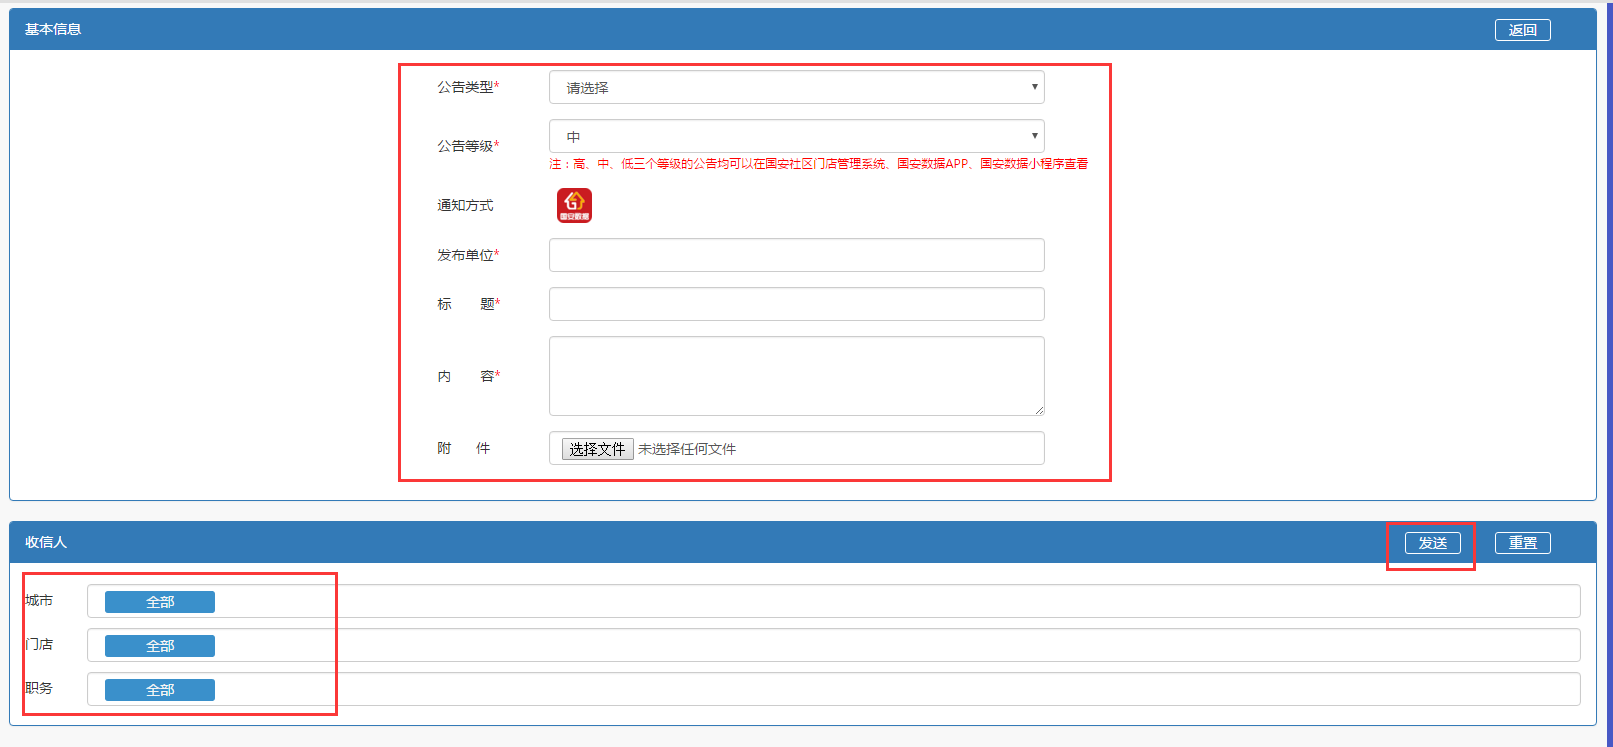 基本信息 返回
公告类型* 请选择
公告等级* 中
注：高、中、低三个等级的公告均可以在国安社区门店管理系统、国安数据APP、国安数据小程序查看
通知方式 国安数据
发布单位*
标 题*
内 容*
附 件 选择文件 未选择任何文件
收信人 发送 重置
城市 全部
门店 全部
职务 全部